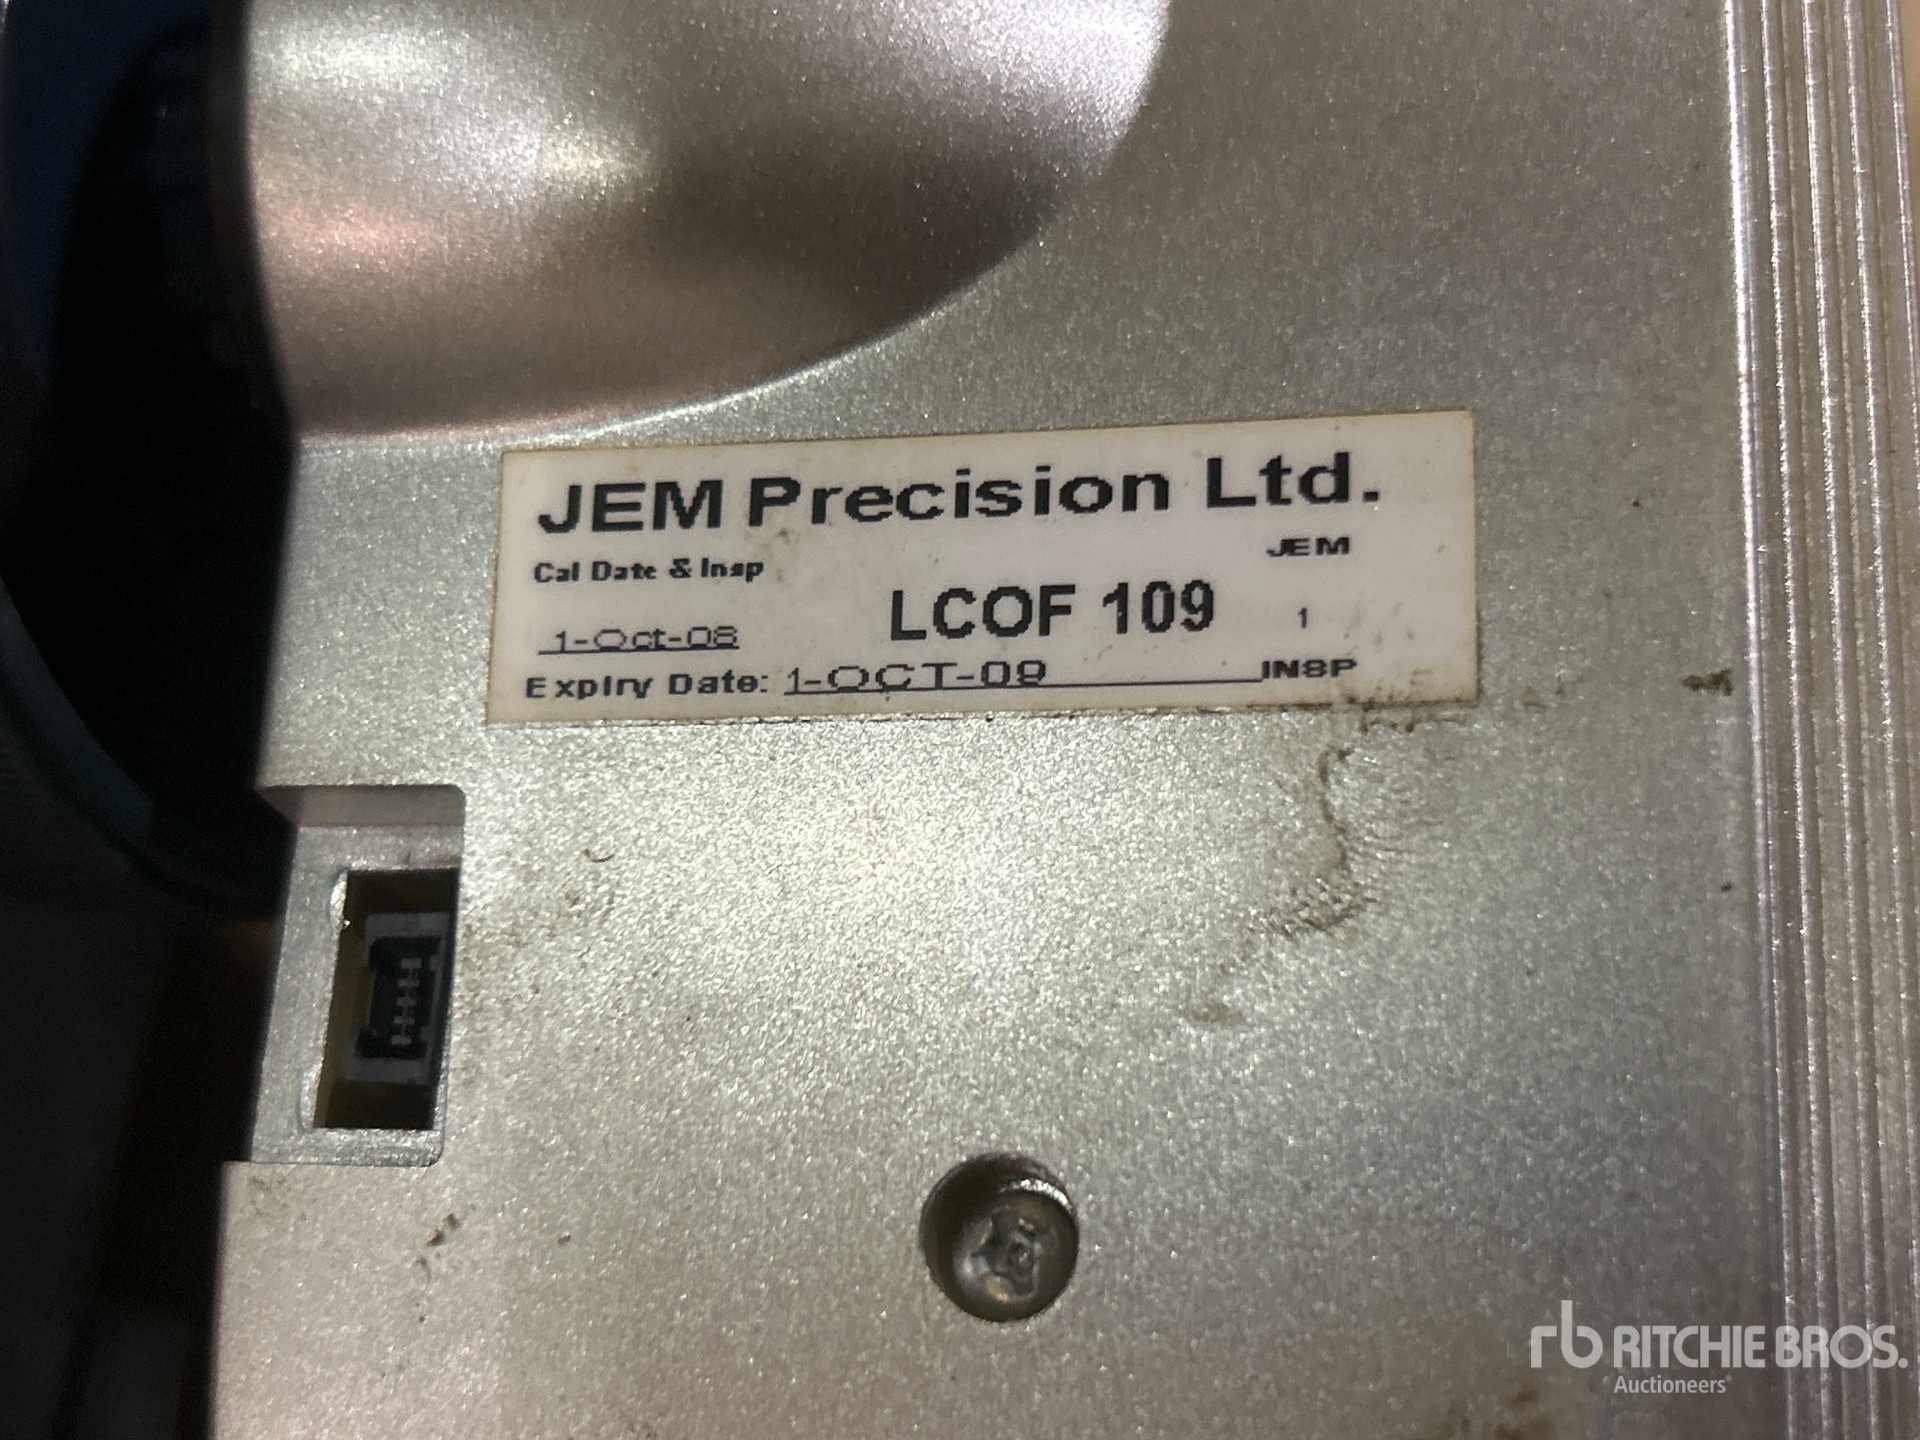 JEM Precision Ltd.
Cal Date & Insp
JEM
1-Oct-08
LCOF 109
1
Expiry Date: 1-OCT-09
INSP
rb RITCHIE BROS.
Auctioneers